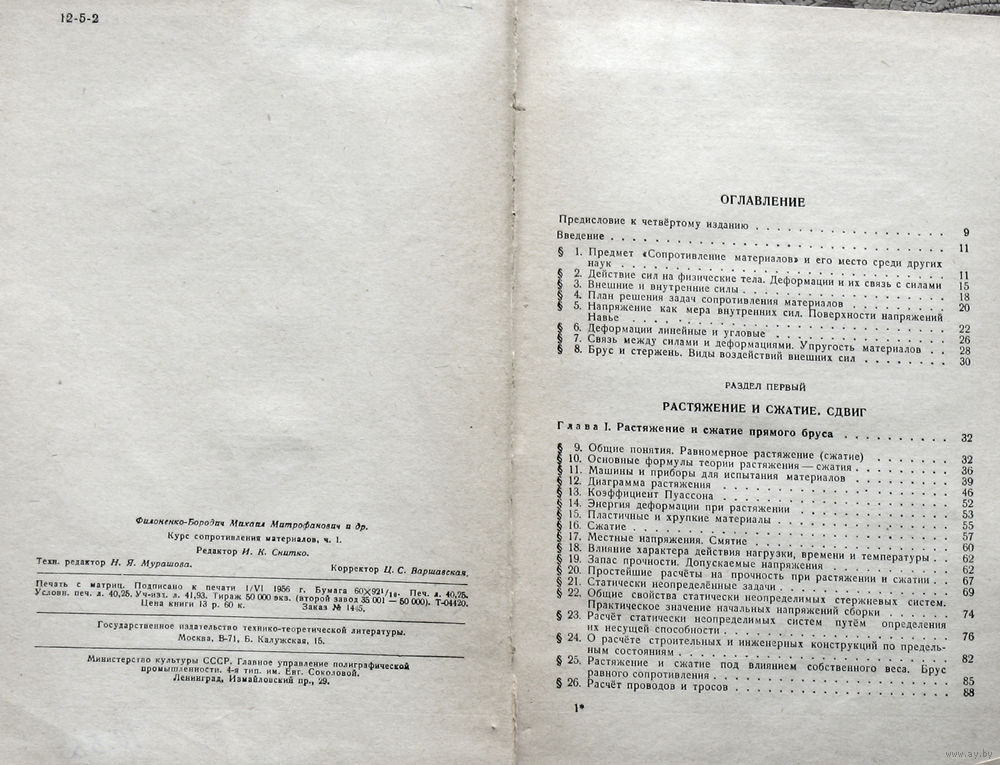 12-5-2
Филоненко-Бородич Михаил Митрофанович и др.
Курс сопротивления материалов, ч. I.
Редактор И. К. Снитко.
Техн. редактор Н. Я. Мурашова.
Корректор Ц. С. Варшавская.
Печать с матриц. Подписано к печати 1/VI 1956 г. Бумага 60×92¹/₁₆. Печ. л. 40,25.
Условн. печ. л. 40,25. Уч-изд. л. 41,93. Тираж 50 000 экз. (второй завод 35 001 — 50 000). Т-04420.
Цена книги 13 р. 60 к. Заказ № 1445.
Государственное издательство технико-теоретической литературы.
Москва, В-71, Б. Калужская, 15.
Министерство культуры СССР. Главное управление полиграфической
промышленности. 4-я тип. им. Евг. Соколовой.
Ленинград, Измайловский пр., 29.
ОГЛАВЛЕНИЕ
Предисловие к четвёртому изданию . . . 9
Введение . . . 11
§ 1. Предмет «Сопротивление материалов» и его место среди других
наук . . . 11
§ 2. Действие сил на физические тела. Деформации и их связь с силами 15
§ 3. Внешние и внутренние силы . . . 18
§ 4. План решения задач сопротивления материалов . . . 20
§ 5. Напряжение как мера внутренних сил. Поверхности напряжений
Навье . . . 22
§ 6. Деформации линейные и угловые . . . 26
§ 7. Связь между силами и деформациями. Упругость материалов . . 28
§ 8. Брус и стержень. Виды воздействий внешних сил . . . 30
РАЗДЕЛ ПЕРВЫЙ
РАСТЯЖЕНИЕ И СЖАТИЕ. СДВИГ
Глава I. Растяжение и сжатие прямого бруса . . . 32
§ 9. Общие понятия. Равномерное растяжение (сжатие) . . . 32
§ 10. Основные формулы теории растяжения — сжатия . . . 36
§ 11. Машины и приборы для испытания материалов . . . 39
§ 12. Диаграмма растяжения . . . 46
§ 13. Коэффициент Пуассона . . . 52
§ 14. Энергия деформации при растяжении . . . 53
§ 15. Пластичные и хрупкие материалы . . . 55
§ 16. Сжатие . . . 57
§ 17. Местные напряжения. Смятие . . . 60
§ 18. Влияние характера действия нагрузки, времени и температуры . . 62
§ 19. Запас прочности. Допускаемые напряжения . . . 62
§ 20. Простейшие расчёты на прочность при растяжении и сжатии . 67
§ 21. Статически неопределённые задачи . . . 69
§ 22. Общие свойства статически неопределимых стержневых систем.
Практическое значение начальных напряжений сборки . . . 74
§ 23. Расчёт статически неопределимых систем путём определения
их несущей способности . . . 76
§ 24. О расчёте строительных и инженерных конструкций по предель-
ным состояниям . . . 82
§ 25. Растяжение и сжатие под влиянием собственного веса. Брус
равного сопротивления . . . 85
§ 26. Расчёт проводов и тросов . . . 88
1*
www.ay.by